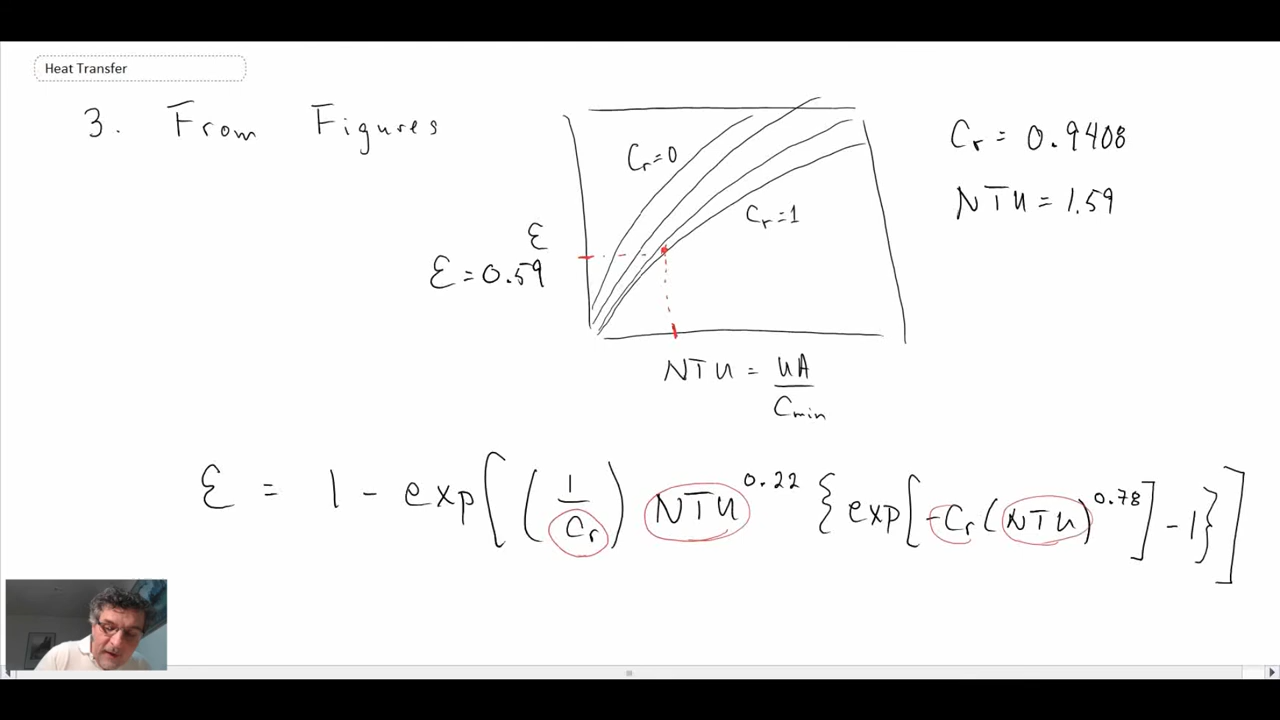 Heat Transfer
3. From Figures
Cr=0
Cr = 0.9408
NTU = 1.59
Cr=1
ε
ε = 0.59
NTU = UA / Cmin
ε = 1 - exp[(1/Cr) NTU^0.22 {exp[-Cr(NTU)^0.78] - 1}]